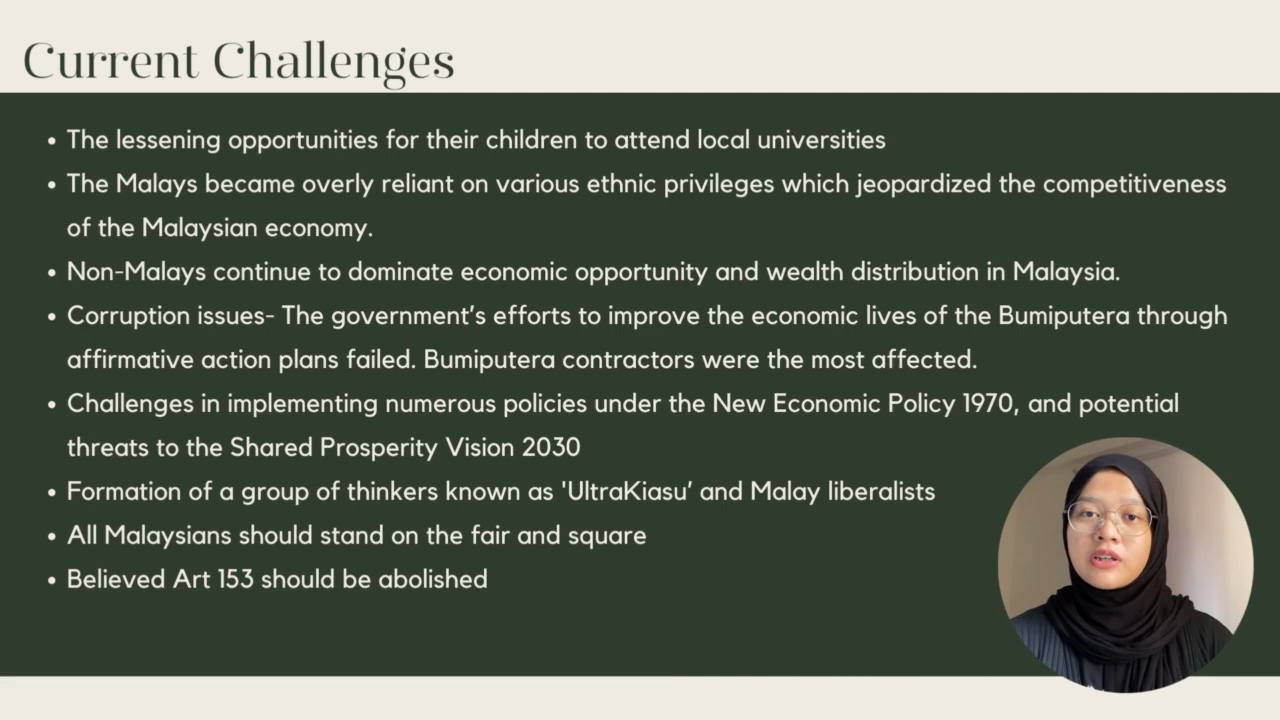 Current Challenges
• The lessening opportunities for their children to attend local universities
• The Malays became overly reliant on various ethnic privileges which jeopardized the competitiveness
of the Malaysian economy.
• Non-Malays continue to dominate economic opportunity and wealth distribution in Malaysia.
• Corruption issues- The government’s efforts to improve the economic lives of the Bumiputera through
affirmative action plans failed. Bumiputera contractors were the most affected.
• Challenges in implementing numerous policies under the New Economic Policy 1970, and potential
threats to the Shared Prosperity Vision 2030
• Formation of a group of thinkers known as 'UltraKiasu’ and Malay liberalists
• All Malaysians should stand on the fair and square
• Believed Art 153 should be abolished